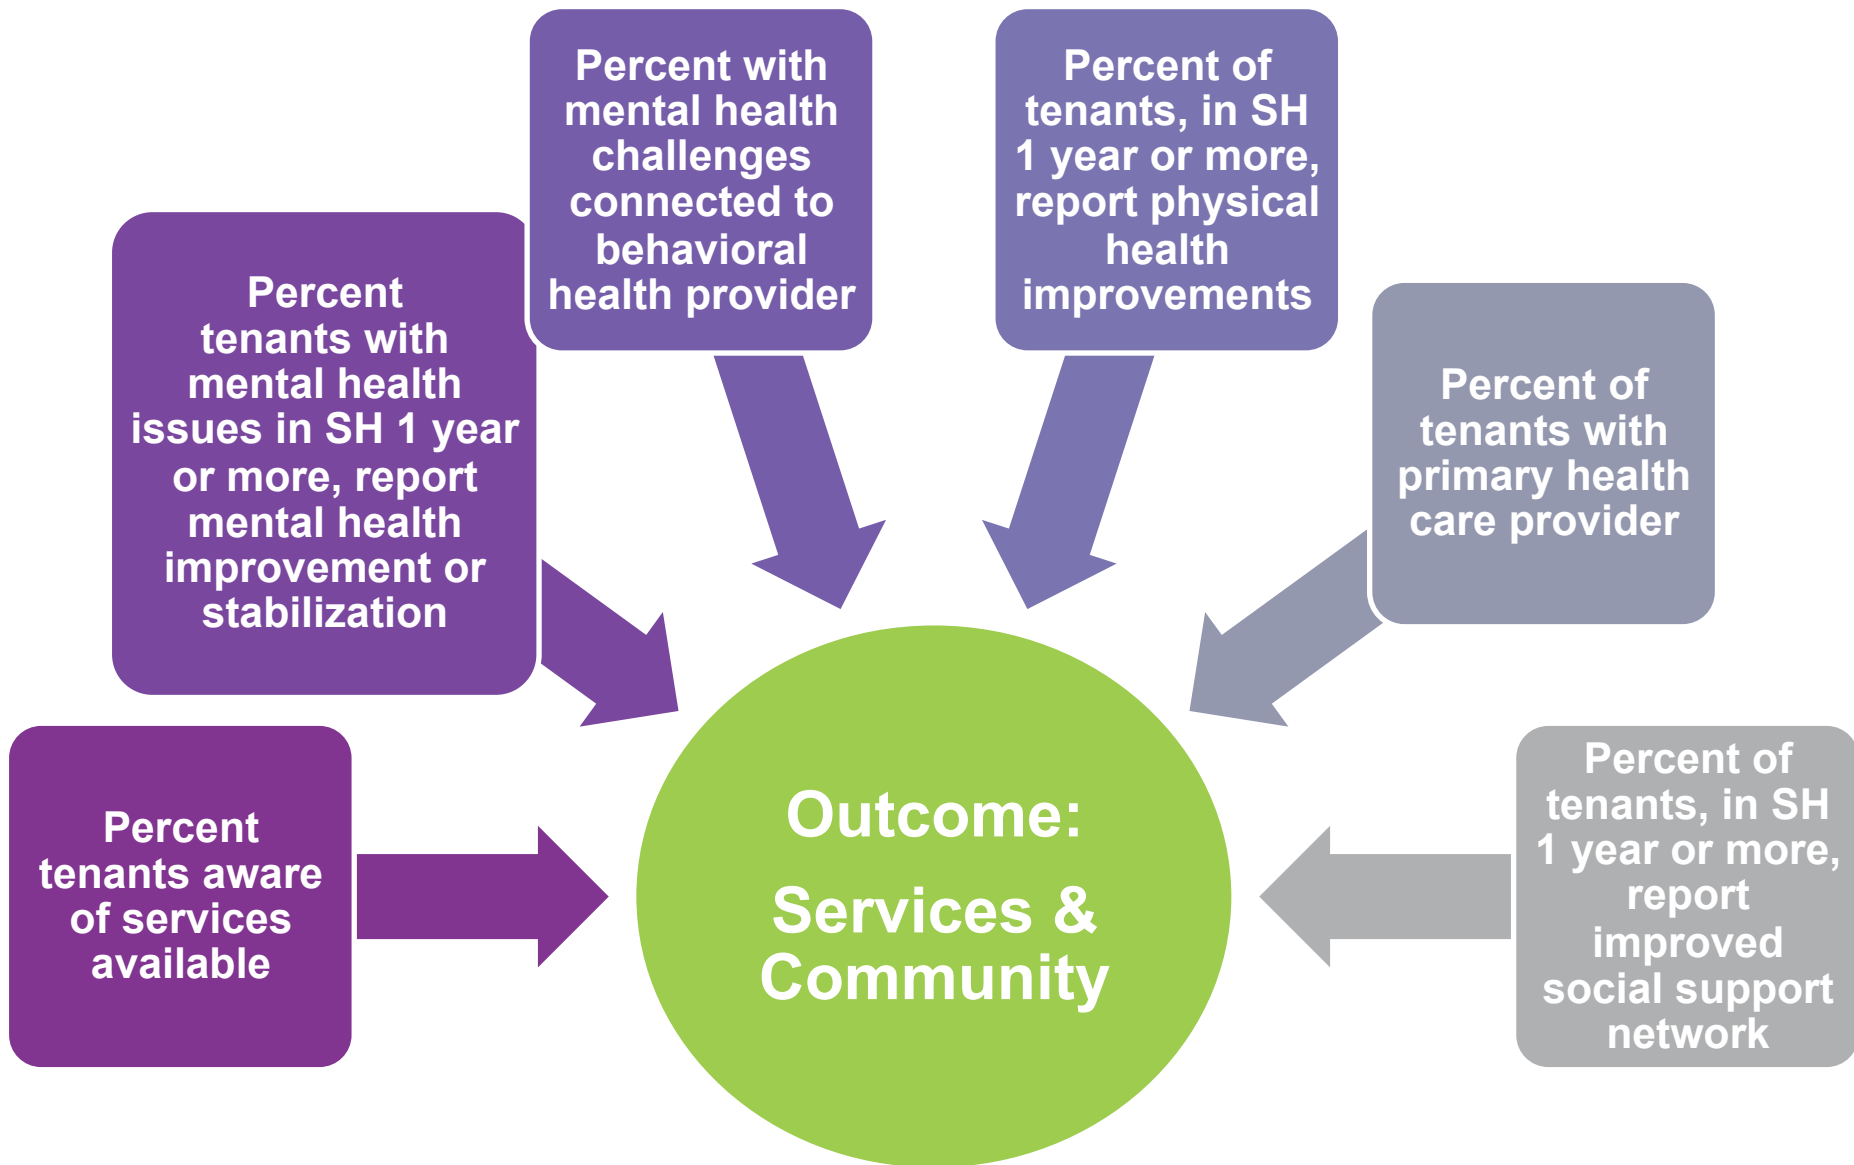 Percent
tenants aware
of services
available
Percent
tenants with
mental health
issues in SH 1 year
or more, report
mental health
improvement or
stabilization
Percent with
mental health
challenges
connected to
behavioral
health provider
Percent of
tenants, in SH
1 year or more,
report physical
health
improvements
Percent of
tenants with
primary health
care provider
Percent of
tenants, in SH
1 year or more,
report
improved
social support
network
Outcome:
Services &
Community